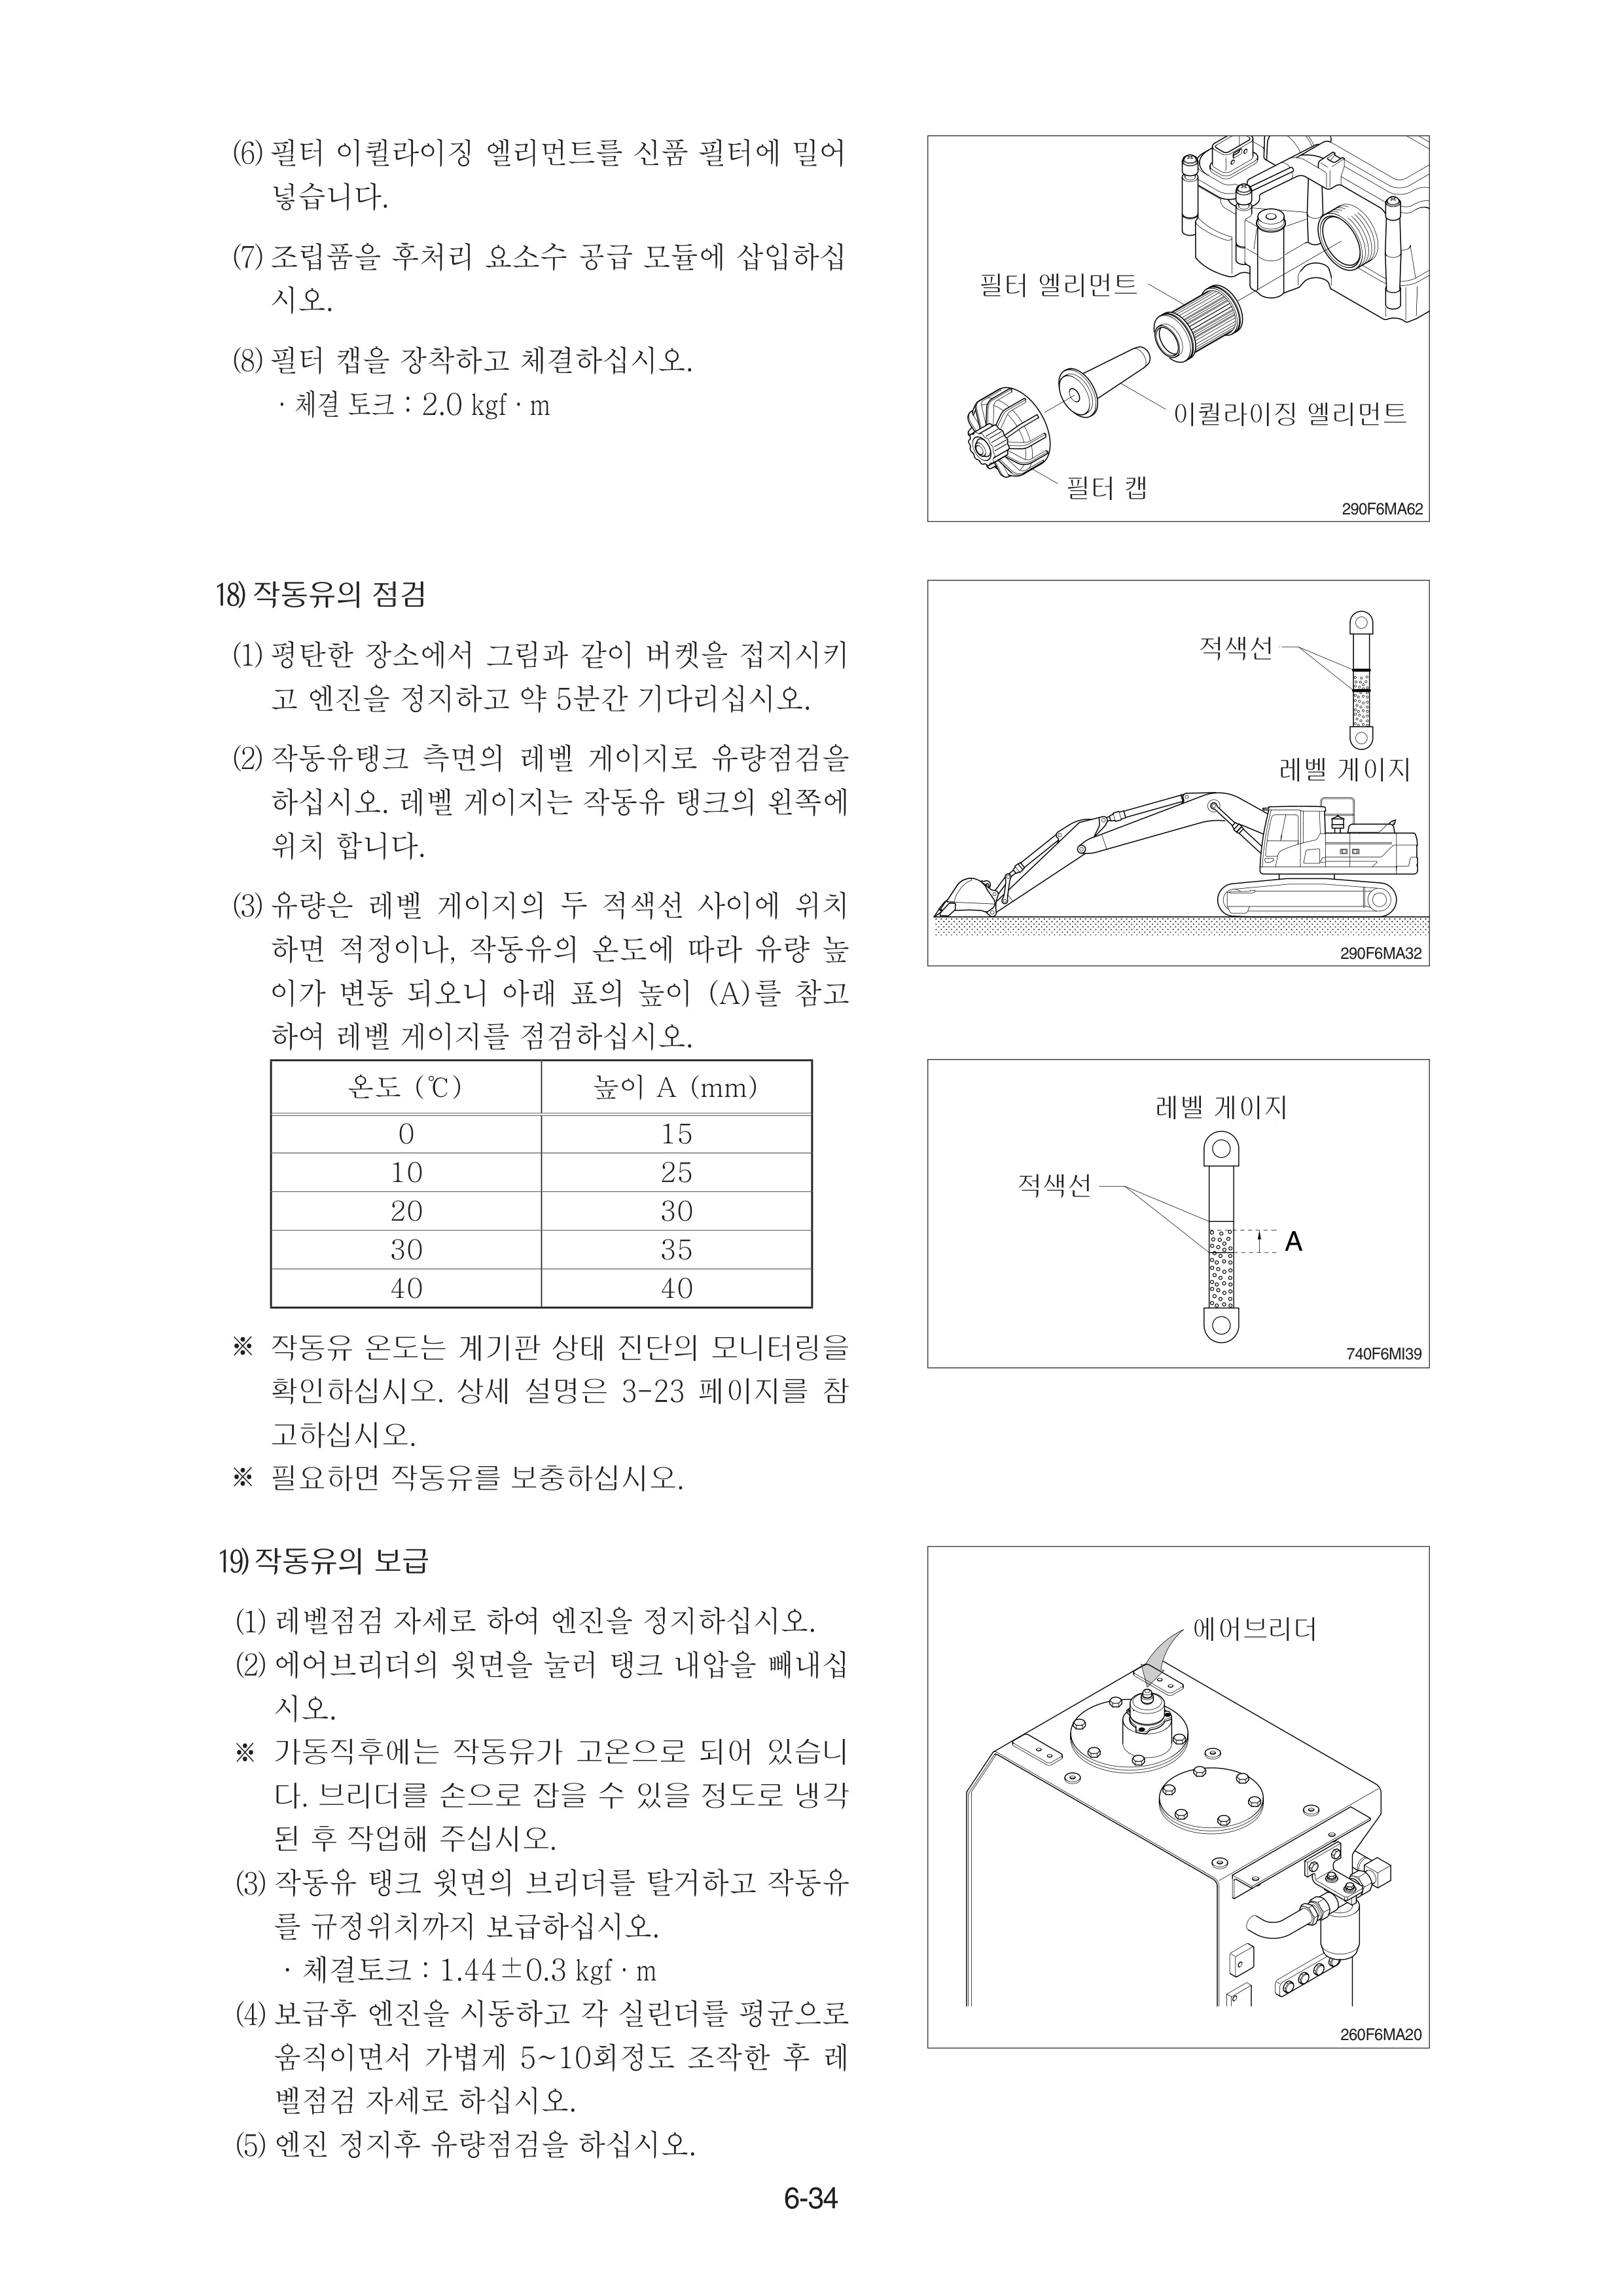 (6) 필터 이퀄라이징 엘리먼트를 신품 필터에 밀어
넣습니다.
(7) 조립품을 후처리 요소수 공급 모듈에 삽입하십
시오.
(8) 필터 캡을 장착하고 체결하십시오.
· 체결 토크 : 2.0 kgf · m
필터 엘리먼트
이퀄라이징 엘리먼트
필터 캡
290F6MA62
18) 작동유의 점검
(1) 평탄한 장소에서 그림과 같이 버켓을 접지시키
고 엔진을 정지하고 약 5분간 기다리십시오.
(2) 작동유탱크 측면의 레벨 게이지로 유량점검을
하십시오. 레벨 게이지는 작동유 탱크의 왼쪽에
위치 합니다.
(3) 유량은 레벨 게이지의 두 적색선 사이에 위치
하면 적정이나, 작동유의 온도에 따라 유량 높
이가 변동 되오니 아래 표의 높이 (A)를 참고
하여 레벨 게이지를 점검하십시오.
온도 (℃) 높이 A (mm)
0 15
10 25
20 30
30 35
40 40
※ 작동유 온도는 계기판 상태 진단의 모니터링을
확인하십시오. 상세 설명은 3-23 페이지를 참
고하십시오.
※ 필요하면 작동유를 보충하십시오.
적색선
레벨 게이지
290F6MA32
레벨 게이지
적색선
A
740F6MI39
19) 작동유의 보급
(1) 레벨점검 자세로 하여 엔진을 정지하십시오.
(2) 에어브리더의 윗면을 눌러 탱크 내압을 빼내십
시오.
※ 가동직후에는 작동유가 고온으로 되어 있습니
다. 브리더를 손으로 잡을 수 있을 정도로 냉각
된 후 작업해 주십시오.
(3) 작동유 탱크 윗면의 브리더를 탈거하고 작동유
를 규정위치까지 보급하십시오.
· 체결토크 : 1.44±0.3 kgf · m
(4) 보급후 엔진을 시동하고 각 실린더를 평균으로
움직이면서 가볍게 5~10회정도 조작한 후 레
벨점검 자세로 하십시오.
(5) 엔진 정지후 유량점검을 하십시오.
에어브리더
260F6MA20
6-34